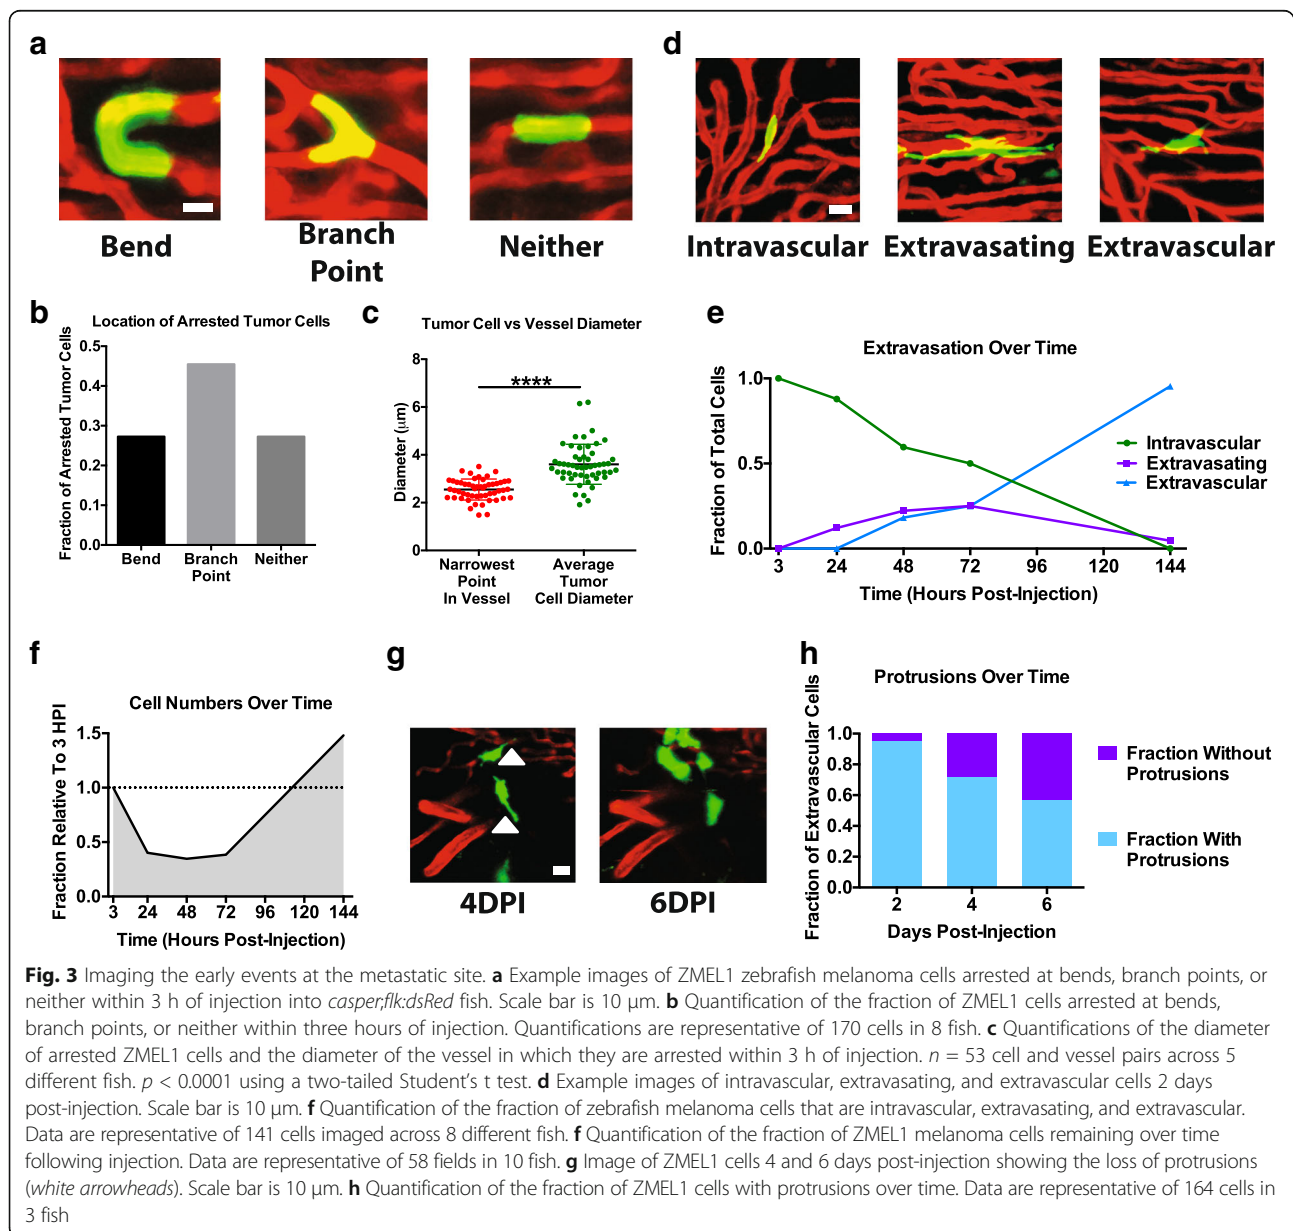 a
d
Bend
Branch
Point
Neither
Intravascular
Extravasating
Extravascular
b
Location of Arrested Tumor Cells
Fraction of Arrested Tumor Cells
0.5
0.4
0.3
0.2
0.1
0.0
Bend
Branch
Point
Neither
c
Tumor Cell vs Vessel Diameter
Diameter (μm)
8
6
4
2
0
****
Narrowest
Point
In Vessel
Average
Tumor
Cell Diameter
e
Extravasation Over Time
Fraction of Total Cells
1.0
0.5
0.0
3 24 48 72 96 120 144
Time (Hours Post-Injection)
Intravascular
Extravasating
Extravascular
f
Cell Numbers Over Time
Fraction Relative To 3 HPI
1.5
1.0
0.5
0.0
3 24 48 72 96 120 144
Time (Hours Post-Injection)
g
4DPI
6DPI
h
Protrusions Over Time
Fraction of Extravascular Cells
1.0
0.8
0.6
0.4
0.2
0.0
2 4 6
Days Post-Injection
Fraction Without
Protrusions
Fraction With
Protrusions
Fig. 3 Imaging the early events at the metastatic site. a Example images of ZMEL1 zebrafish melanoma cells arrested at bends, branch points, or
neither within 3 h of injection into casper;flk:dsRed fish. Scale bar is 10 μm. b Quantification of the fraction of ZMEL1 cells arrested at bends,
branch points, or neither within three hours of injection. Quantifications are representative of 170 cells in 8 fish. c Quantifications of the diameter
of arrested ZMEL1 cells and the diameter of the vessel in which they are arrested within 3 h of injection. n = 53 cell and vessel pairs across 5
different fish. p < 0.0001 using a two-tailed Student's t test. d Example images of intravascular, extravasating, and extravascular cells 2 days
post-injection. Scale bar is 10 μm. f Quantification of the fraction of zebrafish melanoma cells that are intravascular, extravasating, and extravascular.
Data are representative of 141 cells imaged across 8 different fish. f Quantification of the fraction of ZMEL1 melanoma cells remaining over time
following injection. Data are representative of 58 fields in 10 fish. g Image of ZMEL1 cells 4 and 6 days post-injection showing the loss of protrusions
(white arrowheads). Scale bar is 10 μm. h Quantification of the fraction of ZMEL1 cells with protrusions over time. Data are representative of 164 cells in
3 fish